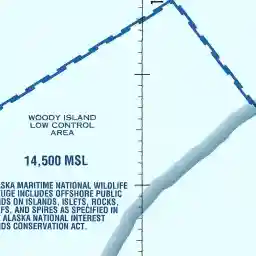 WOODY ISLAND
LOW CONTROL
AREA
14,500 MSL
SKA MARITIME NATIONAL WILDLIFE
UGE INCLUDES OFFSHORE PUBLIC
DS ON ISLANDS, ISLETS, ROCKS,
FS, AND SPIRES AS SPECIFIED IN
ALASKA NATIONAL INTEREST
DS CONSERVATION ACT.